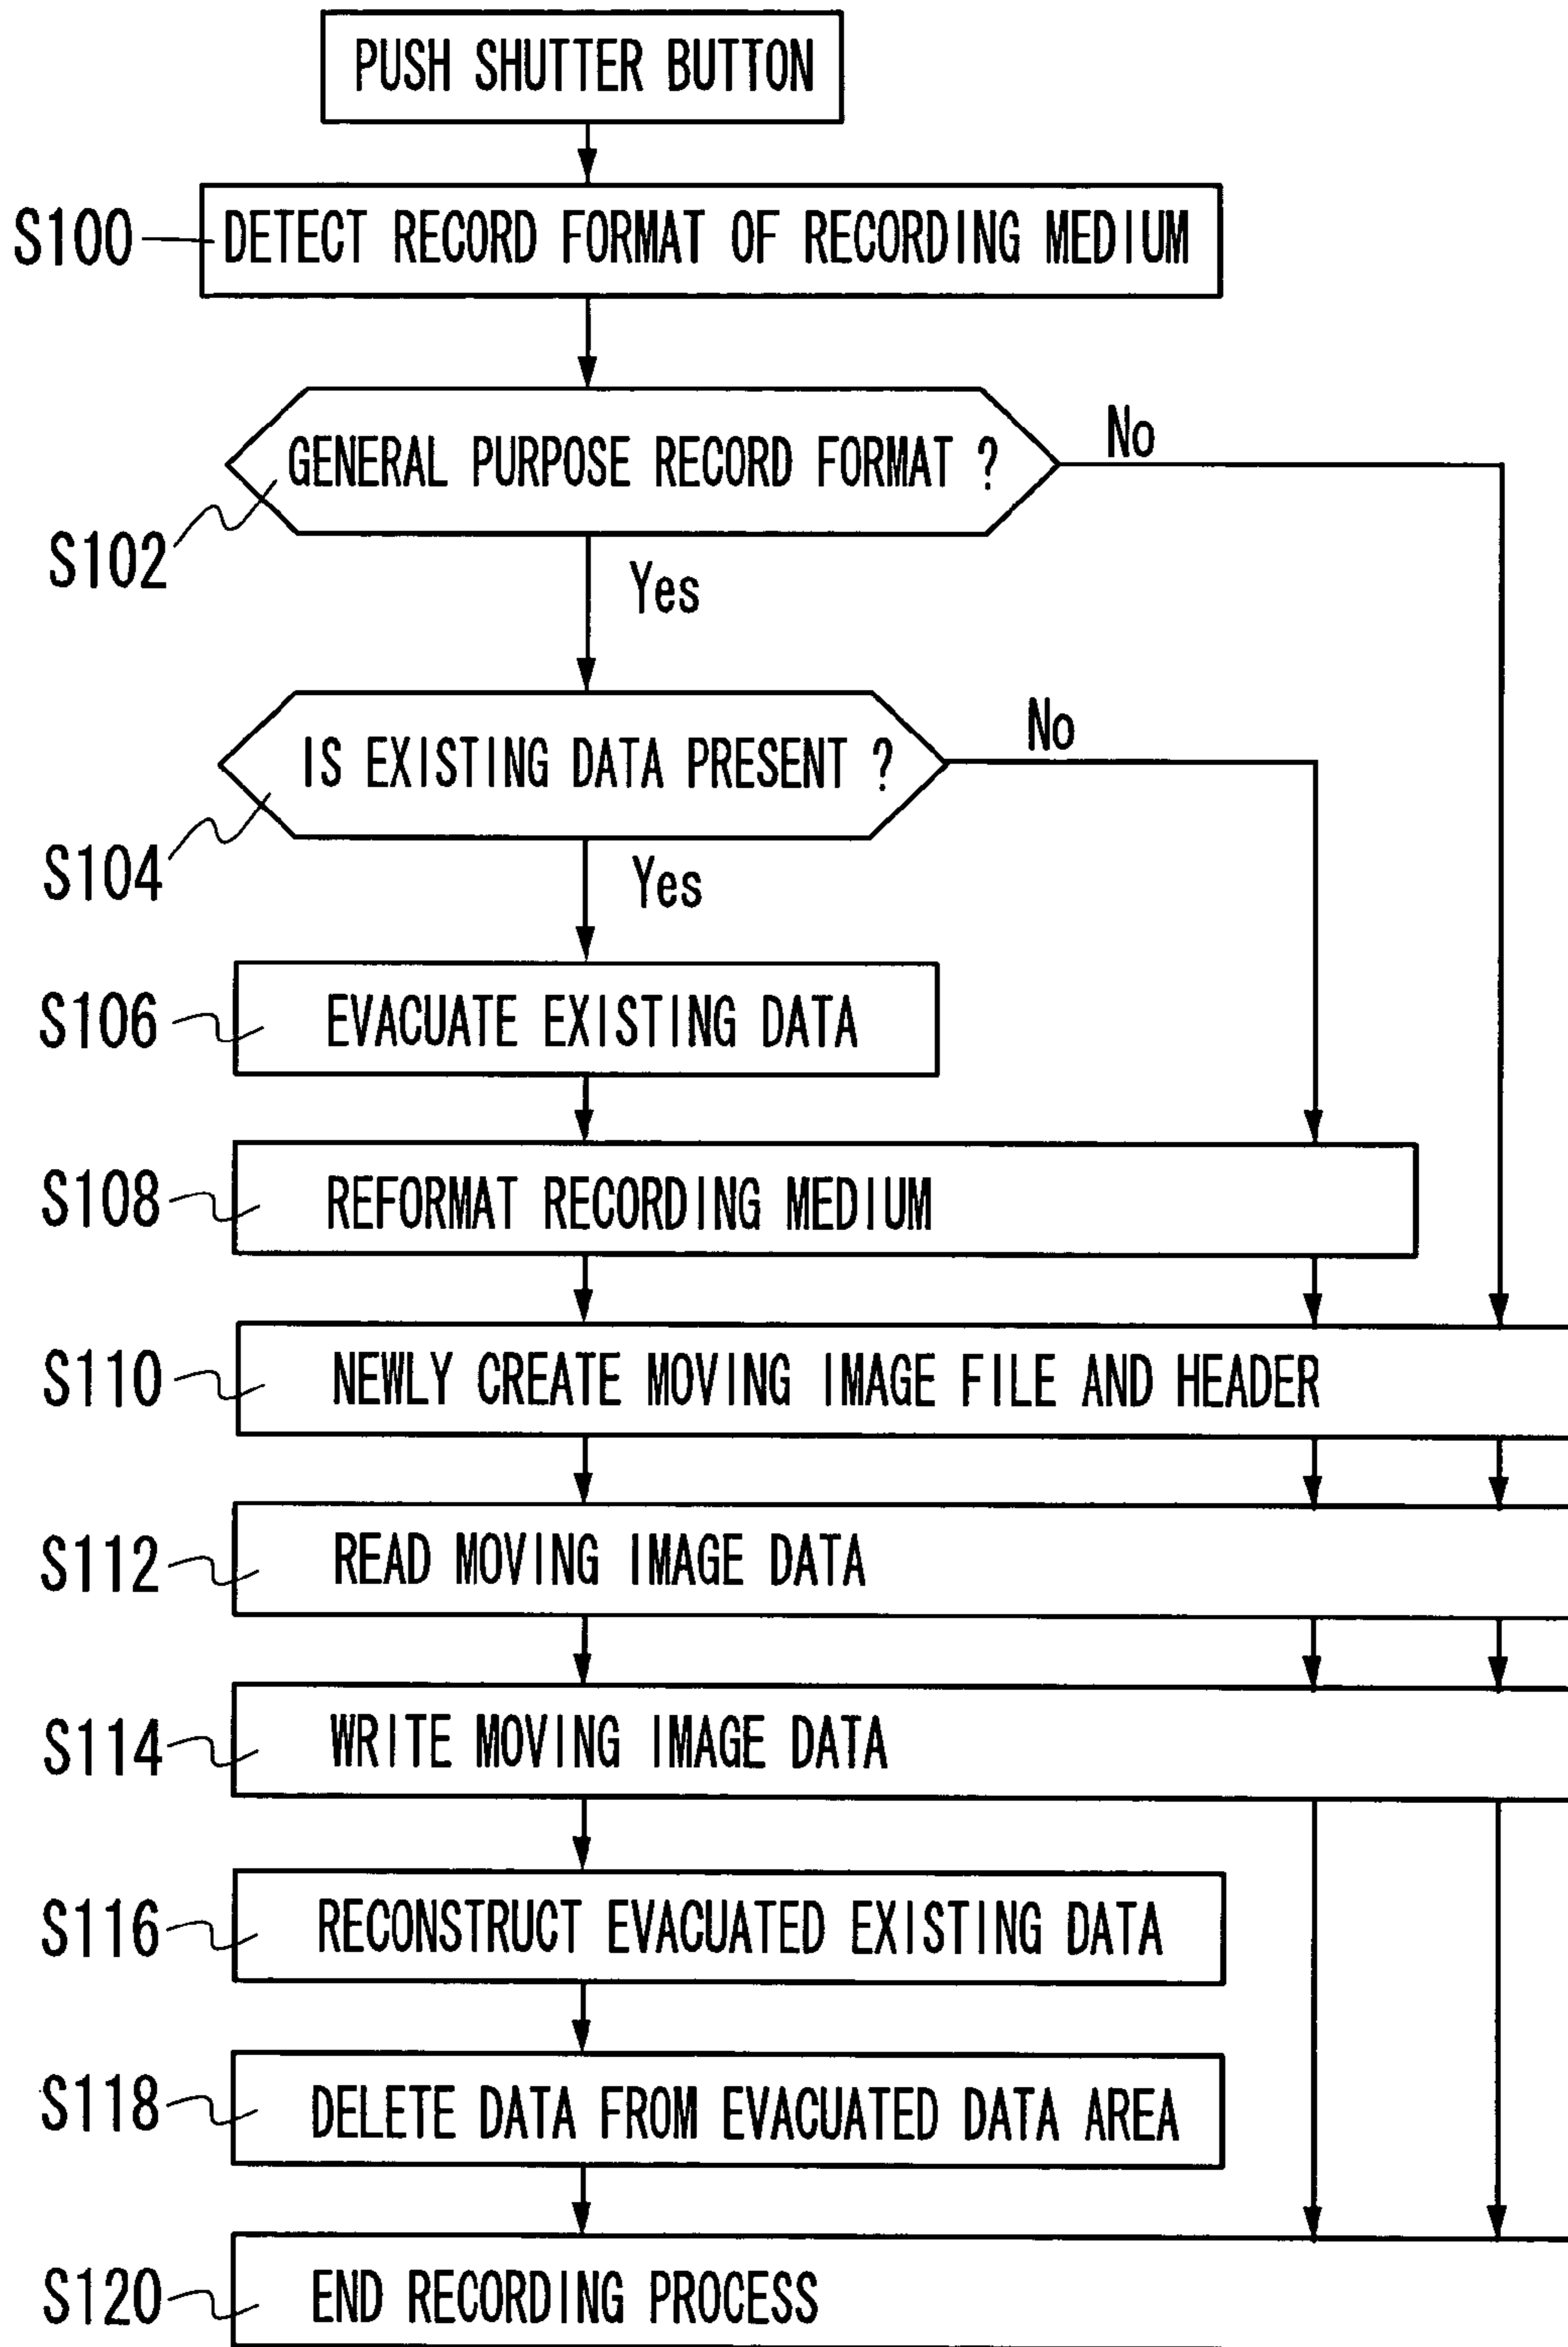 PUSH SHUTTER BUTTON
S100
DETECT RECORD FORMAT OF RECORDING MEDIUM
GENERAL PURPOSE RECORD FORMAT ?
No
S102
Yes
IS EXISTING DATA PRESENT ?
No
S104
Yes
S106
EVACUATE EXISTING DATA
S108
REFORMAT RECORDING MEDIUM
S110
NEWLY CREATE MOVING IMAGE FILE AND HEADER
S112
READ MOVING IMAGE DATA
S114
WRITE MOVING IMAGE DATA
S116
RECONSTRUCT EVACUATED EXISTING DATA
S118
DELETE DATA FROM EVACUATED DATA AREA
S120
END RECORDING PROCESS